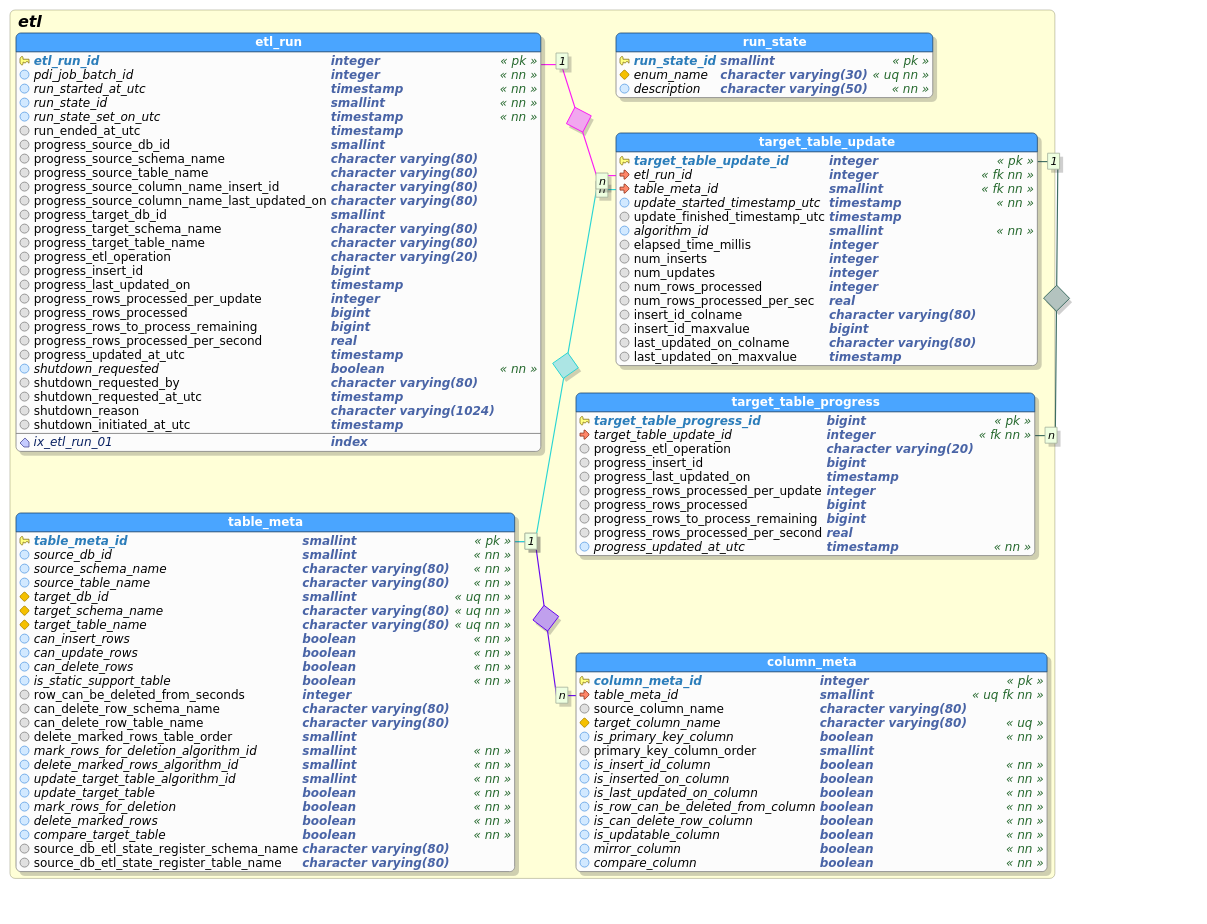 etl
etl_run
etl_run_id integer « pk »
pdi_job_batch_id integer « nn »
run_started_at_utc timestamp « nn »
run_state_id smallint « nn »
run_state_set_on_utc timestamp « nn »
run_ended_at_utc timestamp
progress_source_db_id smallint
progress_source_schema_name character varying(80)
progress_source_table_name character varying(80)
progress_source_column_name_insert_id character varying(80)
progress_source_column_name_last_updated_on character varying(80)
progress_target_db_id smallint
progress_target_schema_name character varying(80)
progress_target_table_name character varying(80)
progress_etl_operation character varying(20)
progress_insert_id bigint
progress_last_updated_on timestamp
progress_rows_processed_per_update integer
progress_rows_processed bigint
progress_rows_to_process_remaining bigint
progress_rows_processed_per_second real
progress_updated_at_utc timestamp
shutdown_requested boolean « nn »
shutdown_requested_by character varying(80)
shutdown_requested_at_utc timestamp
shutdown_reason character varying(1024)
shutdown_initiated_at_utc timestamp
ix_etl_run_01 index
1
n
run_state
run_state_id smallint « pk »
enum_name character varying(30) « uq nn »
description character varying(50) « nn »
target_table_update
target_table_update_id integer « pk »
etl_run_id integer « fk nn »
table_meta_id smallint « fk nn »
update_started_timestamp_utc timestamp « nn »
update_finished_timestamp_utc timestamp
algorithm_id smallint « nn »
elapsed_time_millis integer
num_inserts integer
num_updates integer
num_rows_processed integer
num_rows_processed_per_sec real
insert_id_colname character varying(80)
insert_id_maxvalue bigint
last_updated_on_colname character varying(80)
last_updated_on_maxvalue timestamp
1
target_table_progress
target_table_progress_id bigint « pk »
target_table_update_id integer « fk nn »
progress_etl_operation character varying(20)
progress_insert_id bigint
progress_last_updated_on timestamp
progress_rows_processed_per_update integer
progress_rows_processed bigint
progress_rows_to_process_remaining bigint
progress_rows_processed_per_second real
progress_updated_at_utc timestamp « nn »
n
table_meta
table_meta_id smallint « pk »
source_db_id smallint « nn »
source_schema_name character varying(80) « nn »
source_table_name character varying(80) « nn »
target_db_id smallint « uq nn »
target_schema_name character varying(80) « uq nn »
target_table_name character varying(80) « uq nn »
can_insert_rows boolean « nn »
can_update_rows boolean « nn »
can_delete_rows boolean « nn »
is_static_support_table boolean « nn »
row_can_be_deleted_from_seconds integer
can_delete_row_schema_name character varying(80)
can_delete_row_table_name character varying(80)
delete_marked_rows_table_order smallint
mark_rows_for_deletion_algorithm_id smallint « nn »
delete_marked_rows_algorithm_id smallint « nn »
update_target_table_algorithm_id smallint « nn »
update_target_table boolean « nn »
mark_rows_for_deletion boolean « nn »
delete_marked_rows boolean « nn »
compare_target_table boolean « nn »
source_db_etl_state_register_schema_name character varying(80)
source_db_etl_state_register_table_name character varying(80)
1
n
column_meta
column_meta_id integer « pk »
table_meta_id smallint « uq fk nn »
source_column_name character varying(80)
target_column_name character varying(80) « uq »
is_primary_key_column boolean « nn »
primary_key_column_order smallint
is_insert_id_column boolean « nn »
is_inserted_on_column boolean « nn »
is_last_updated_on_column boolean « nn »
is_row_can_be_deleted_from_column boolean « nn »
is_can_delete_row_column boolean « nn »
is_updatable_column boolean « nn »
mirror_column boolean « nn »
compare_column boolean « nn »